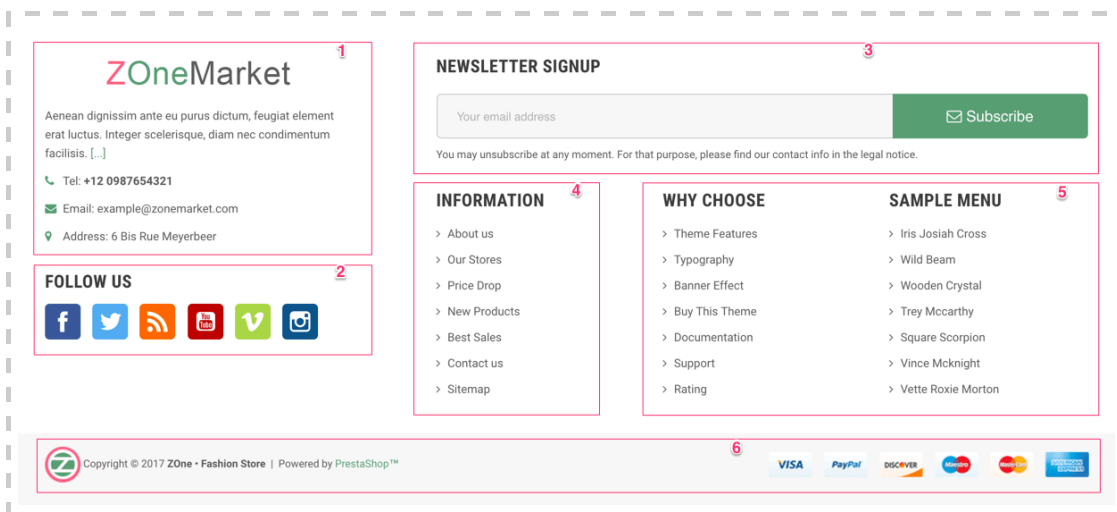 1
ZOneMarket
Aenean dignissim ante eu purus dictum, feugiat element
erat luctus. Integer scelerisque, diam nec condimentum
facilisis. [...]
Tel: +12 0987654321
Email: example@zonemarket.com
Address: 6 Bis Rue Meyerbeer
2
FOLLOW US
f
You
Tube
3
NEWSLETTER SIGNUP
Your email address
Subscribe
You may unsubscribe at any moment. For that purpose, please find our contact info in the legal notice.
4
INFORMATION
> About us
> Our Stores
> Price Drop
> New Products
> Best Sales
> Contact us
> Sitemap
5
WHY CHOOSE
> Theme Features
> Typography
> Banner Effect
> Buy This Theme
> Documentation
> Support
> Rating
SAMPLE MENU
> Iris Josiah Cross
> Wild Beam
> Wooden Crystal
> Trey Mccarthy
> Square Scorpion
> Vince Mcknight
> Vette Roxie Morton
6
Z Copyright © 2017 ZOne • Fashion Store | Powered by PrestaShop™
VISA PayPal DISCOVER Maestro MasterCard AMERICAN EXPRESS